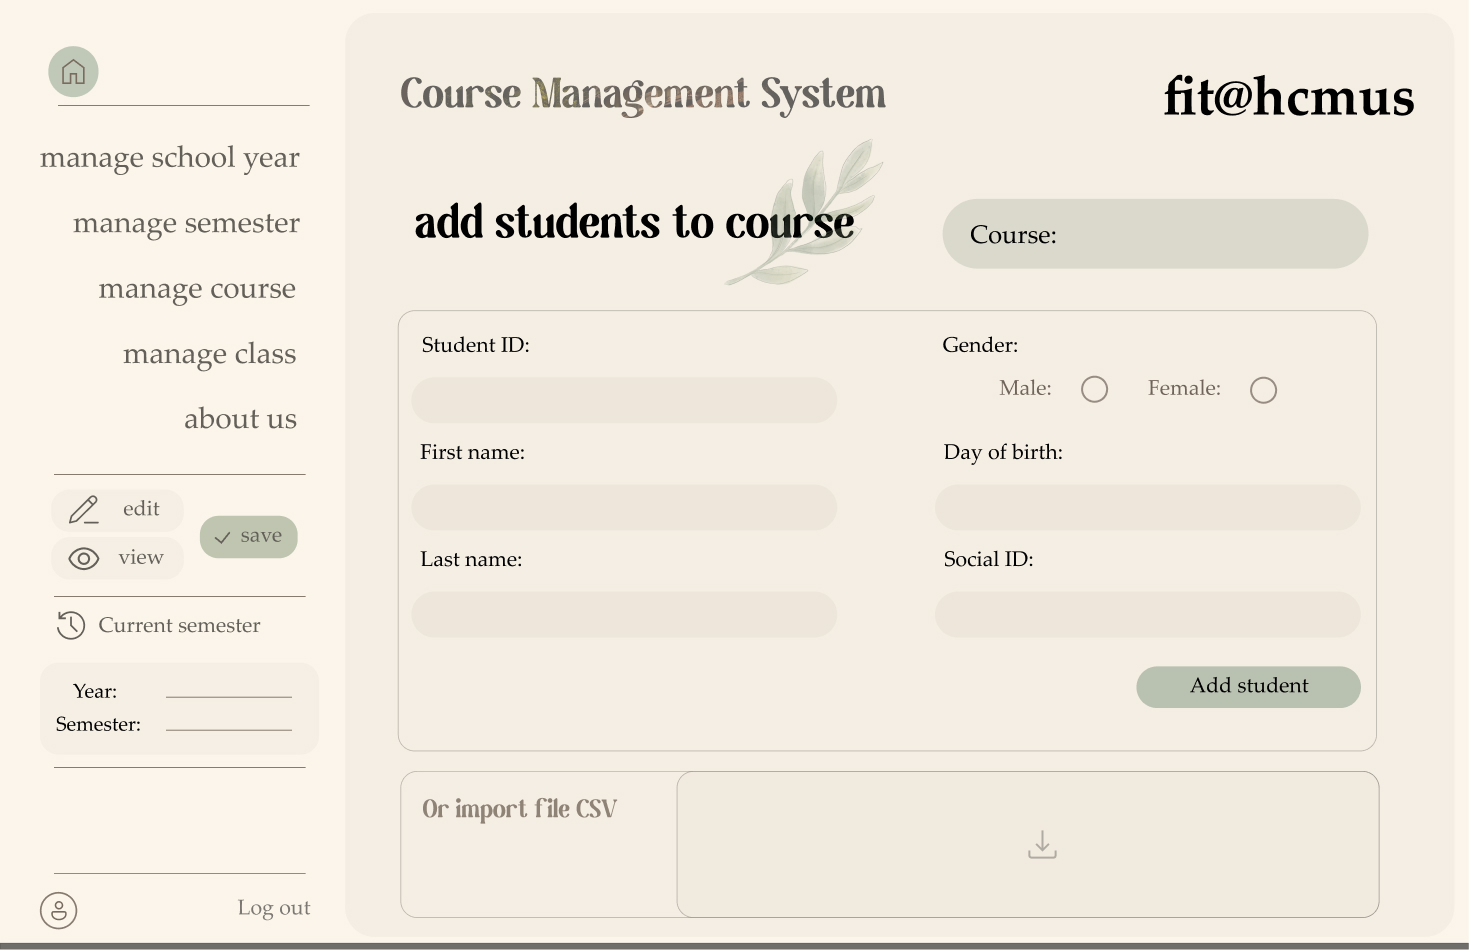 manage school year
manage semester
manage course
manage class
about us
edit
view
save
Current semester
Year:
Semester:
Log out
Course Management System
fit@hcmus
add students to course
Course:
Student ID:
Gender:
Male:
Female:
First name:
Day of birth:
Last name:
Social ID:
Add student
Or import file CSV